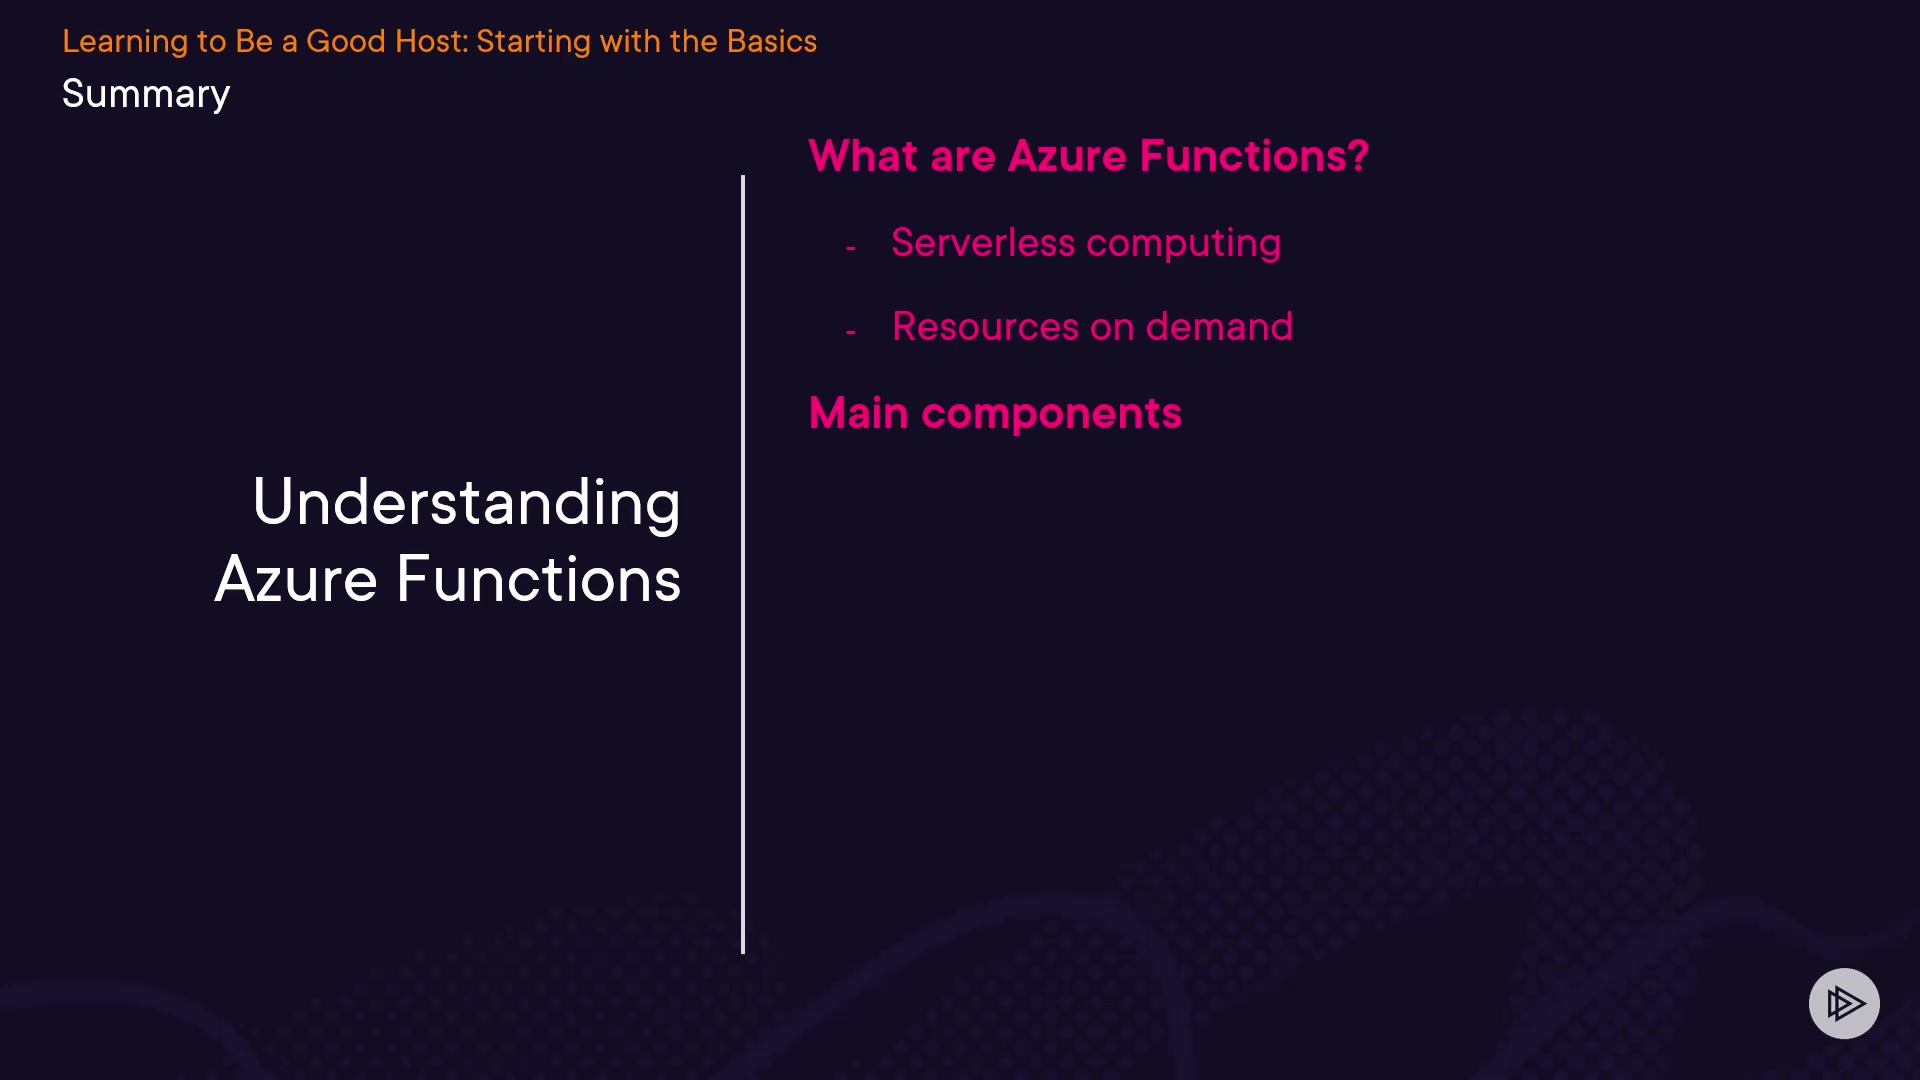 Learning to Be a Good Host: Starting with the Basics
Summary
Understanding
Azure Functions
What are Azure Functions?
- Serverless computing
- Resources on demand
Main components